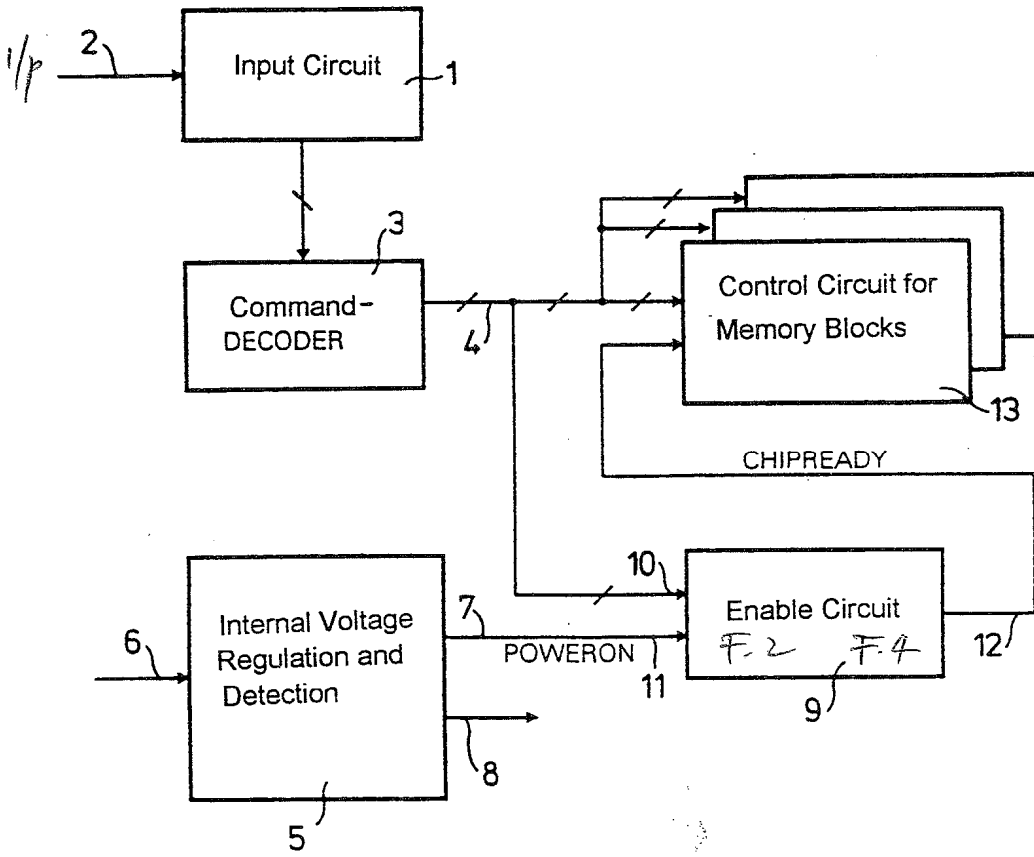 i/p
2
Input Circuit
1
3
Command-
DECODER
4
Control Circuit for
Memory Blocks
13
CHIPREADY
10
Enable Circuit
F.2 F.4
9
12
7
POWERON
11
6
Internal Voltage
Regulation and
Detection
8
5